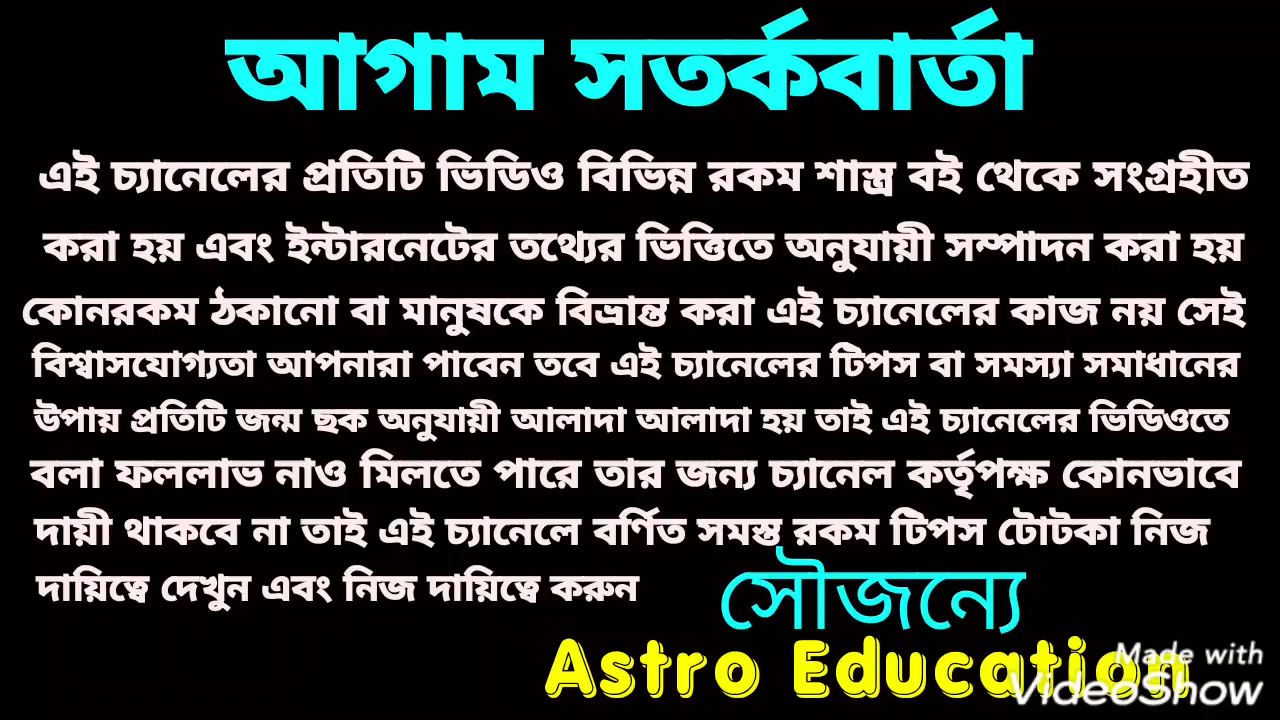 আগাম সতর্কবার্তা
এই চ্যানেলের প্রতিটি ভিডিও বিভিন্ন রকম শাস্ত্র বই থেকে সংগ্রহীত
করা হয় এবং ইন্টারনেটের তথ্যের ভিত্তিতে অনুযায়ী সম্পাদন করা হয়
কোনরকম ঠকানো বা মানুষকে বিভ্রান্ত করা এই চ্যানেলের কাজ নয় সেই
বিশ্বাসযোগ্যতা আপনারা পাবেন তবে এই চ্যানেলের টিপস বা সমস্যা সমাধানের
উপায় প্রতিটি জন্ম ছক অনুযায়ী আলাদা আলাদা হয় তাই এই চ্যানেলের ভিডিওতে
বলা ফললাভ নাও মিলতে পারে তার জন্য চ্যানেল কর্তৃপক্ষ কোনভাবে
দায়ী থাকবে না তাই এই চ্যানেলে বর্ণিত সমস্ত রকম টিপস টোটকা নিজ
দায়িত্বে দেখুন এবং নিজ দায়িত্বে করুন
সৌজন্যে
Astro Education
Made with
VideoShow